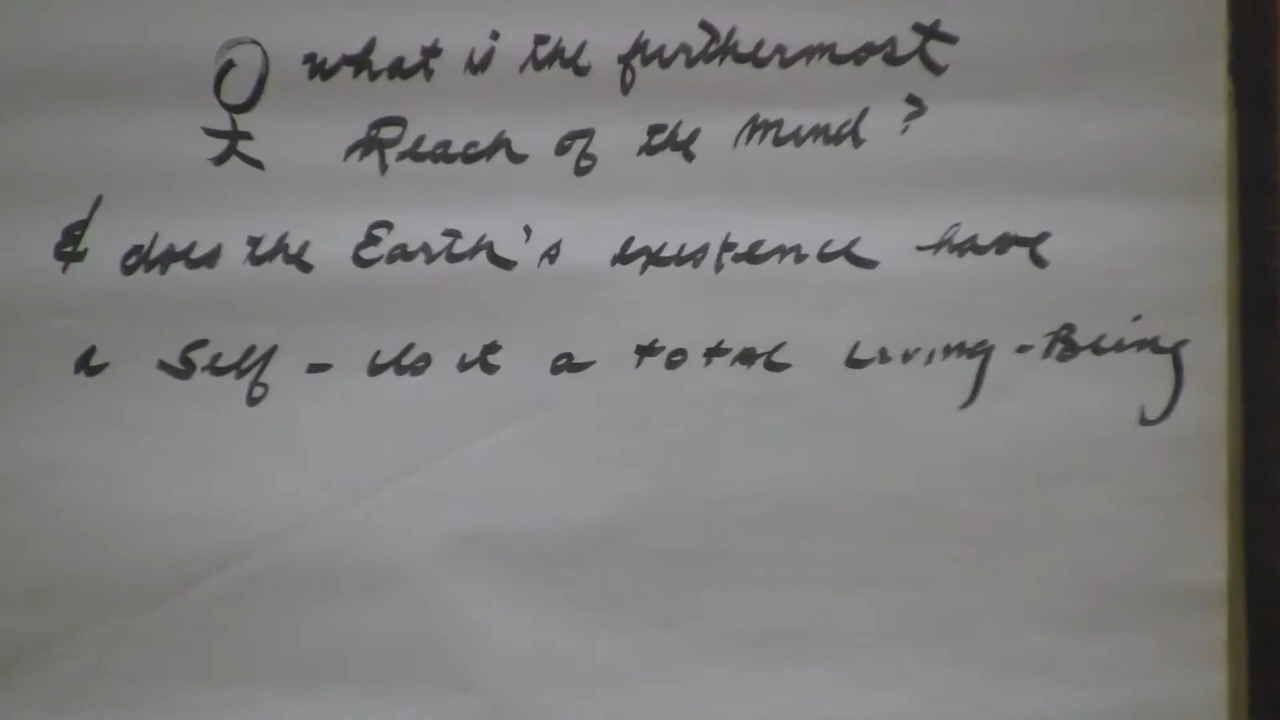 what is the furthermost
Reach of the mind?
& does the Earth's existence have
a Self - is it a total Living-Being